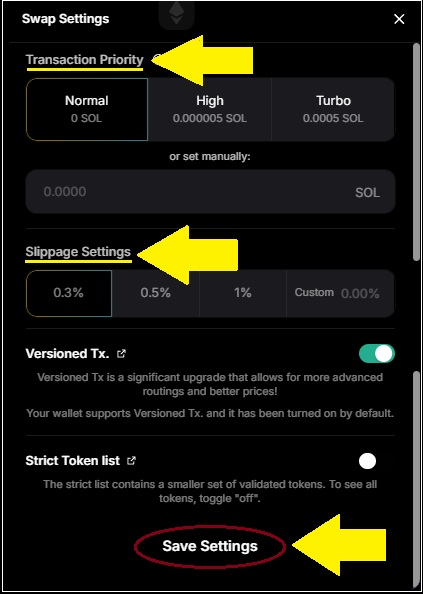 Swap Settings
Transaction Priority
Normal
0 SOL
High
0.000005 SOL
Turbo
0.0005 SOL
or set manually:
0.0000 SOL
Slippage Settings
0.3% 0.5% 1% Custom 0.00%
Versioned Tx.
Versioned Tx is a significant upgrade that allows for more advanced
routings and better prices!
Your wallet supports Versioned Tx. and it has been turned on by default.
Strict Token list
The strict list contains a smaller set of validated tokens. To see all
tokens, toggle "off".
Save Settings